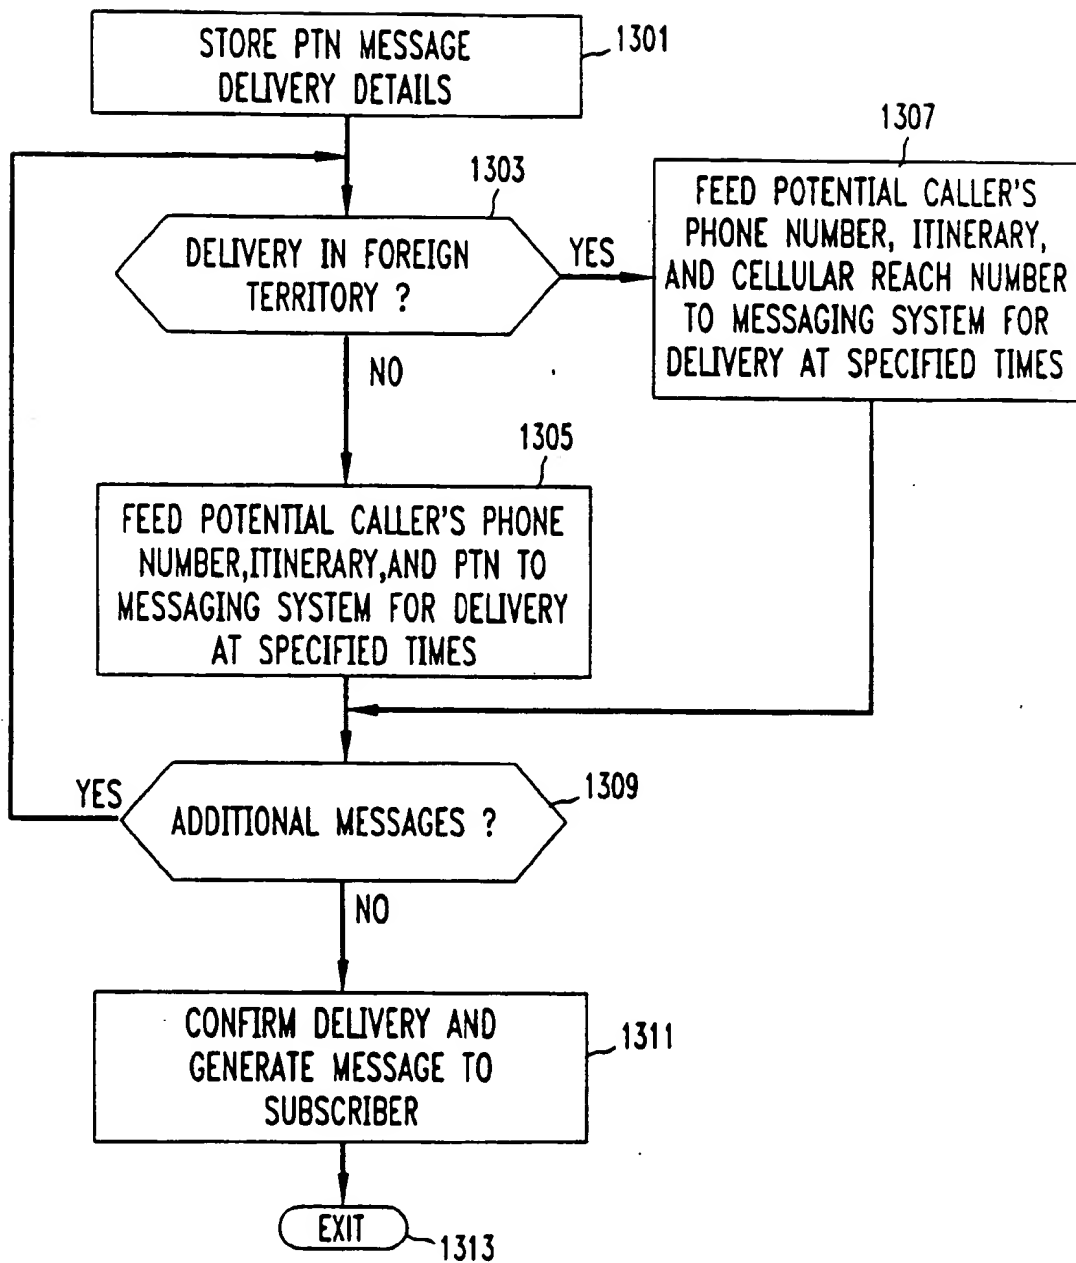 STORE PTN MESSAGE
DELIVERY DETAILS
1301
1303
DELIVERY IN FOREIGN
TERRITORY ?
YES
NO
1307
FEED POTENTIAL CALLER'S
PHONE NUMBER, ITINERARY,
AND CELLULAR REACH NUMBER
TO MESSAGING SYSTEM FOR
DELIVERY AT SPECIFIED TIMES
1305
FEED POTENTIAL CALLER'S PHONE
NUMBER,ITINERARY,AND PTN TO
MESSAGING SYSTEM FOR DELIVERY
AT SPECIFIED TIMES
YES
ADDITIONAL MESSAGES ?
1309
NO
CONFIRM DELIVERY AND
GENERATE MESSAGE TO
SUBSCRIBER
1311
EXIT
1313